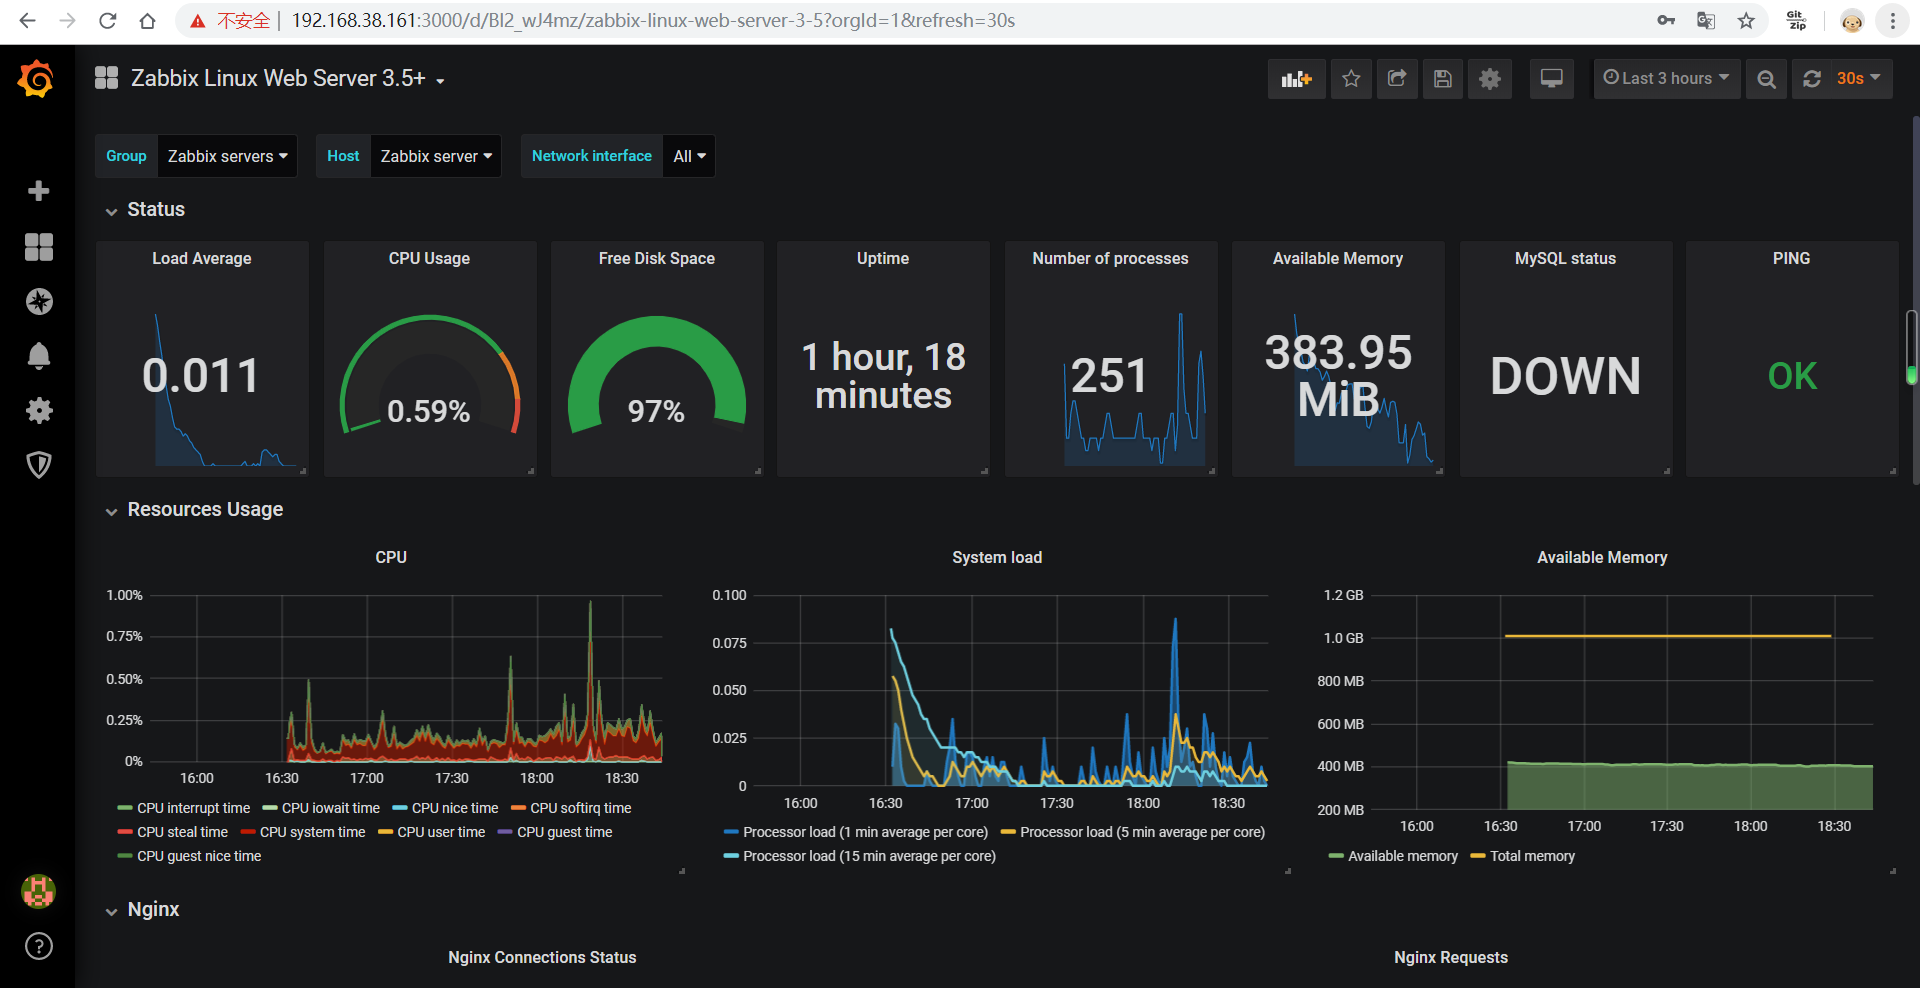 不安全 | 192.168.38.161:3000/d/BI2_wJ4mz/zabbix-linux-web-server-3-5?orgId=1&refresh=30s
Git Zip
Zabbix Linux Web Server 3.5+
Last 3 hours
30s
Group Zabbix servers Host Zabbix server Network interface All
Status
Load Average
0.011
CPU Usage
0.59%
Free Disk Space
97%
Uptime
1 hour, 18
minutes
Number of processes
251
Available Memory
383.95
MiB
MySQL status
DOWN
PING
OK
Resources Usage
CPU
1.00%
0.75%
0.50%
0.25%
0%
16:00 16:30 17:00 17:30 18:00 18:30
CPU interrupt time CPU iowait time CPU nice time CPU softirq time
CPU steal time CPU system time CPU user time CPU guest time
CPU guest nice time
System load
0.100
0.075
0.050
0.025
0
16:00 16:30 17:00 17:30 18:00 18:30
Processor load (1 min average per core) Processor load (5 min average per core)
Processor load (15 min average per core)
Available Memory
1.2 GB
1.0 GB
800 MB
600 MB
400 MB
200 MB
16:00 16:30 17:00 17:30 18:00 18:30
Available memory Total memory
Nginx
Nginx Connections Status
Nginx Requests